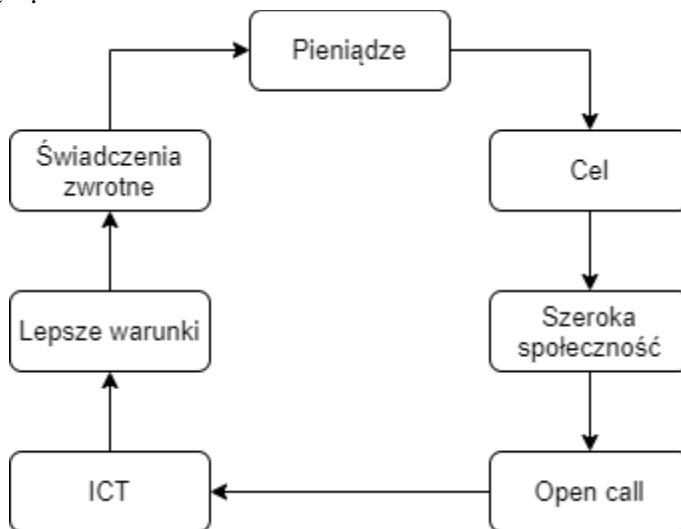 Pieniądze
Świadczenia
zwrotne
Cel
Lepsze warunki
Szeroka
społeczność
ICT
Open call